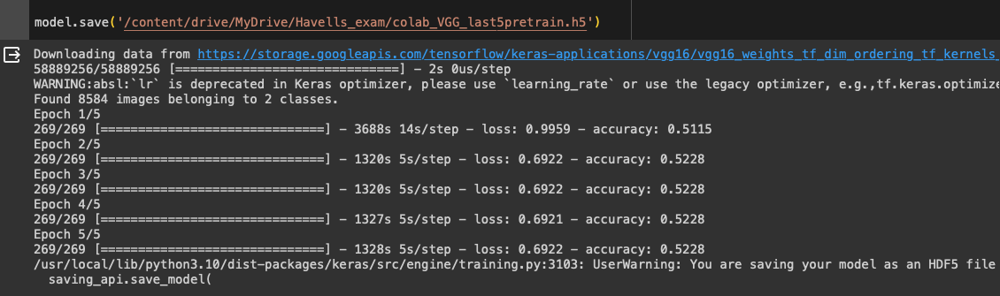 model.save('/content/drive/MyDrive/Havells_exam/colab_VGG_last5pretrain.h5')
Downloading data from https://storage.googleapis.com/tensorflow/keras-applications/vgg16/vgg16_weights_tf_dim_ordering_tf_kernels_
58889256/58889256 [==============================] - 2s 0us/step
WARNING:absl:`lr` is deprecated in Keras optimizer, please use `learning_rate` or use the legacy optimizer, e.g.,tf.keras.optimize
Found 8584 images belonging to 2 classes.
Epoch 1/5
269/269 [==============================] - 3688s 14s/step - loss: 0.9959 - accuracy: 0.5115
Epoch 2/5
269/269 [==============================] - 1320s 5s/step - loss: 0.6922 - accuracy: 0.5228
Epoch 3/5
269/269 [==============================] - 1320s 5s/step - loss: 0.6922 - accuracy: 0.5228
Epoch 4/5
269/269 [==============================] - 1327s 5s/step - loss: 0.6921 - accuracy: 0.5228
Epoch 5/5
269/269 [==============================] - 1328s 5s/step - loss: 0.6922 - accuracy: 0.5228
/usr/local/lib/python3.10/dist-packages/keras/src/engine/training.py:3103: UserWarning: You are saving your model as an HDF5 file
saving_api.save_model(